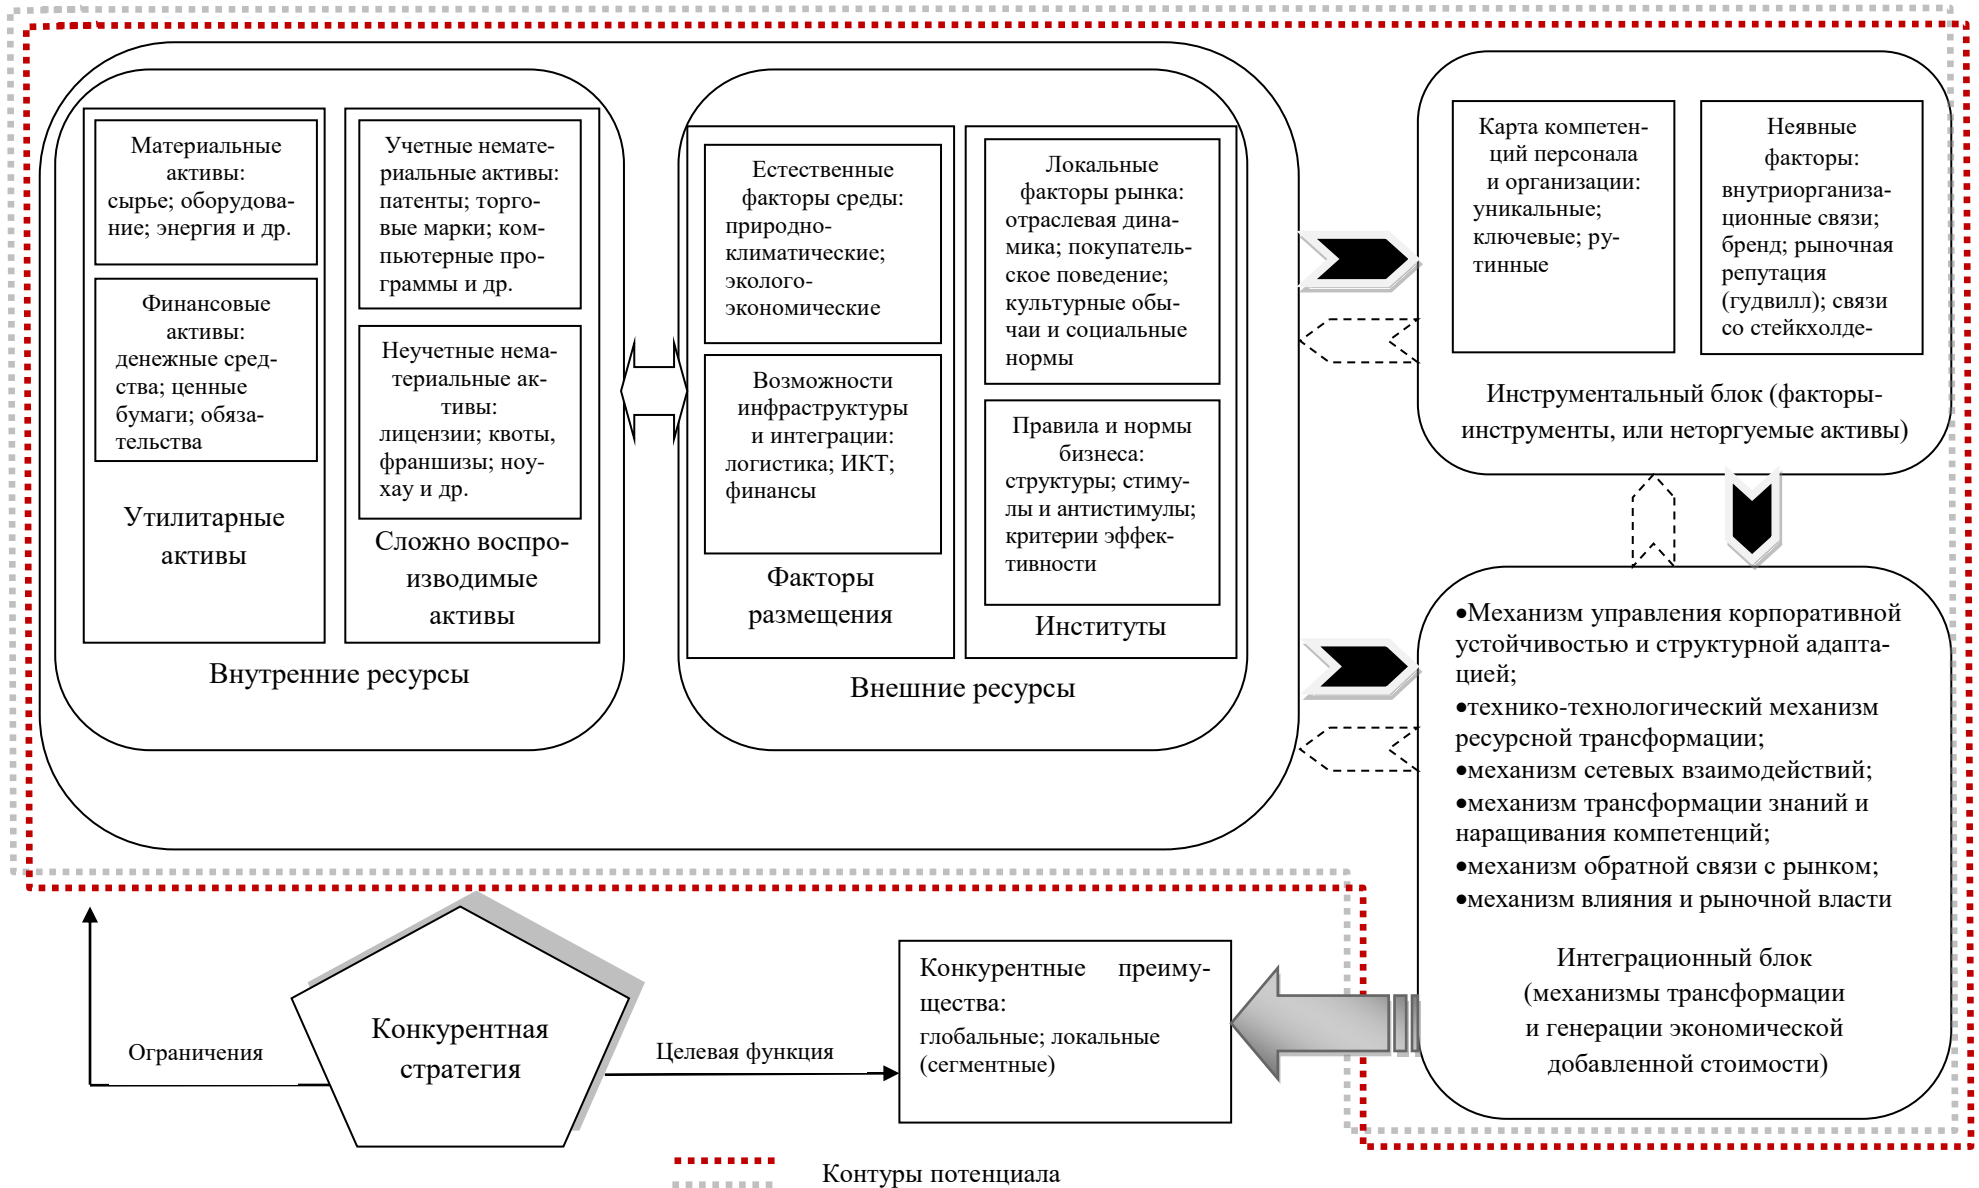 Материальные
активы:
сырье; оборудова-
ние; энергия и др.
Финансовые
активы:
денежные сред-
ства; ценные
бумаги; обяза-
тельства
Утилитарные
активы
Учетные немате-
риальные активы:
патенты; торго-
вые марки; ком-
пьютерные про-
граммы и др.
Неучетные нема-
териальные ак-
тивы:
лицензии; квоты,
франшизы; ноу-
хау и др.
Сложно воспро-
изводимые
активы
Внутренние ресурсы
Естественные
факторы среды:
природно-
климатические;
эколого-
экономические
Возможности
инфраструктуры
и интеграции:
логистика; ИКТ;
финансы
Факторы
размещения
Локальные
факторы рынка:
отраслевая дина-
мика; покупатель-
ское поведение;
культурные обы-
чаи и социальные
нормы
Правила и нормы
бизнеса:
структуры; стиму-
лы и антистимулы;
критерии эффек-
тивности
Институты
Внешние ресурсы
Карта компетен-
ций персонала
и организации:
уникальные;
ключевые; ру-
тинные
Неявные
факторы:
внутриорганиза-
ционные связи;
бренд; рыночная
репутация
(гудвилл); связи
со стейкхолде-
Инструментальный блок (факторы-
инструменты, или неторгуемые активы)
•Механизм управления корпоративной
устойчивостью и структурной адапта-
цией;
•технико-технологический механизм
ресурсной трансформации;
•механизм сетевых взаимодействий;
•механизм трансформации знаний и
наращивания компетенций;
•механизм обратной связи с рынком;
•механизм влияния и рыночной власти
Интеграционный блок
(механизмы трансформации
и генерации экономической
добавленной стоимости)
Ограничения
Конкурентная
стратегия
Целевая функция
Конкурентные преиму-
щества:
глобальные; локальные
(сегментные)
Контуры потенциала